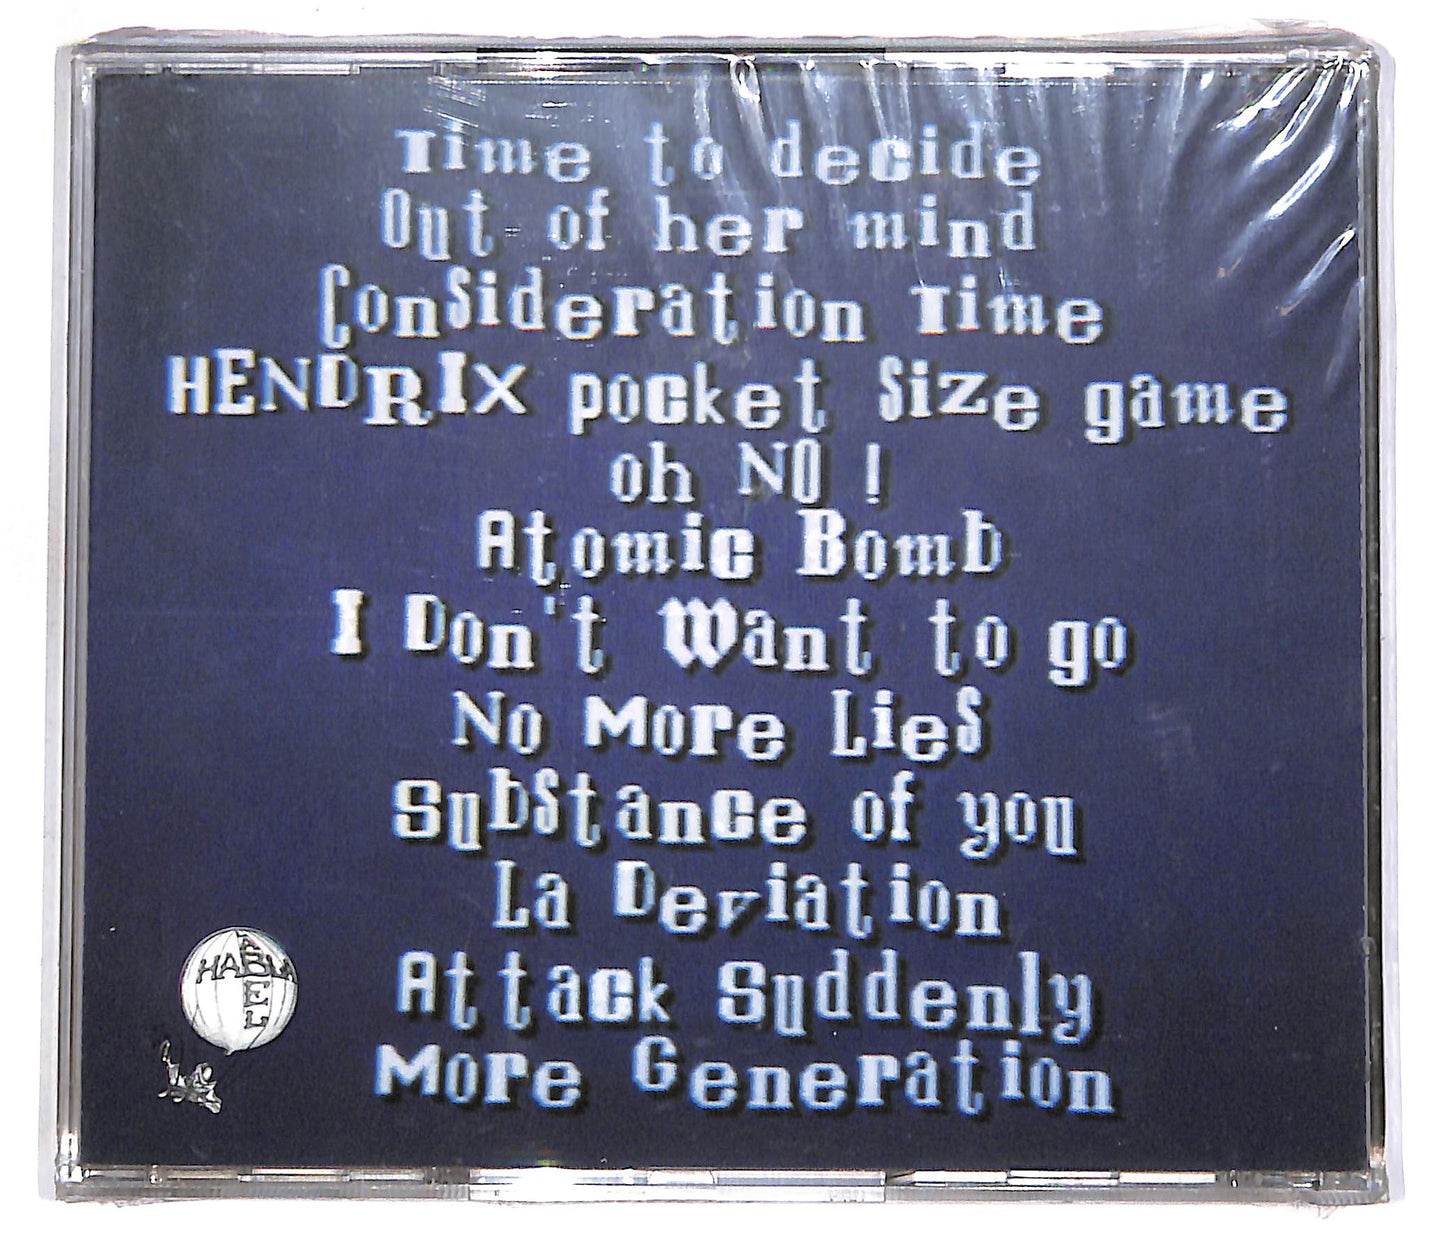 Time to decide
Out of her mind
Consideration Time
HENDRIX pocket size game
oh NO !
Atomic Bomb
I Don't Want to go
No More Lies
Substance of you
La Deviation
Attack Suddenly
More Generation
HABLABEL